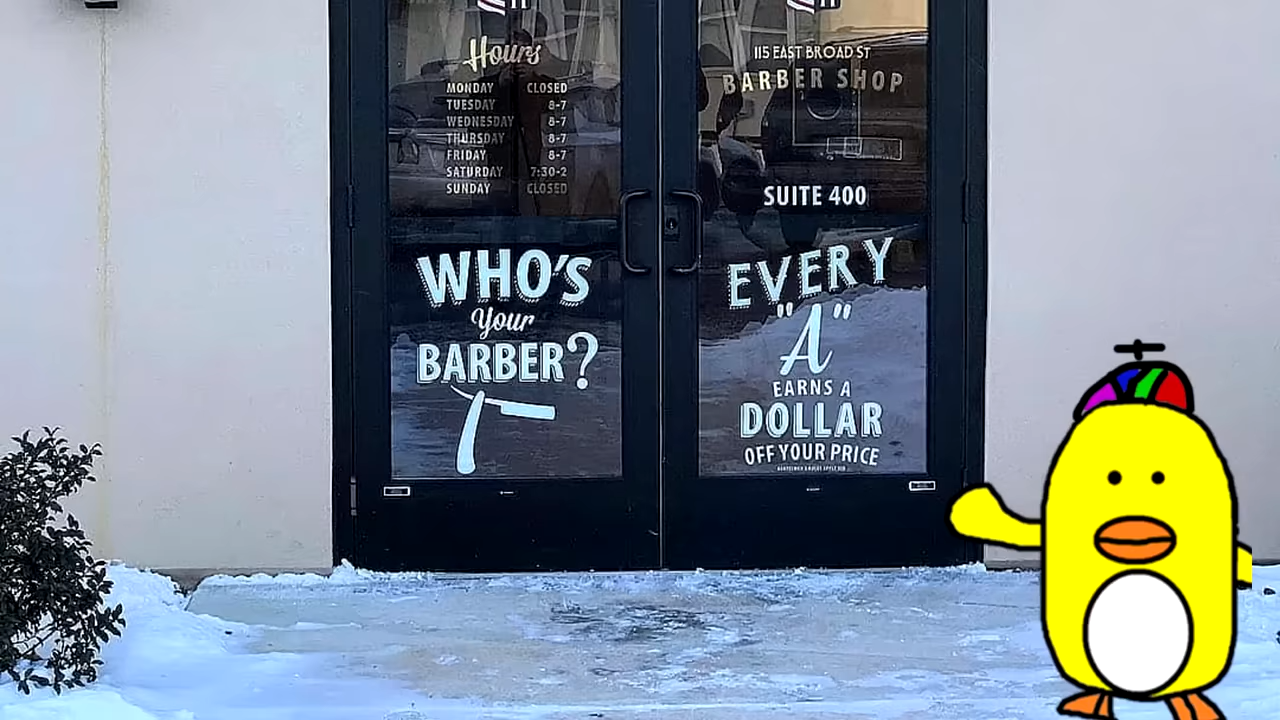 Hours
MONDAY CLOSED
TUESDAY 8-7
WEDNESDAY 8-7
THURSDAY 8-7
FRIDAY 8-7
SATURDAY 7:30-2
SUNDAY CLOSED
WHO'S
Your
BARBER?
115 EAST BROAD ST
BARBER SHOP
SUITE 400
EVERY
"A"
EARNS A
DOLLAR
OFF YOUR PRICE